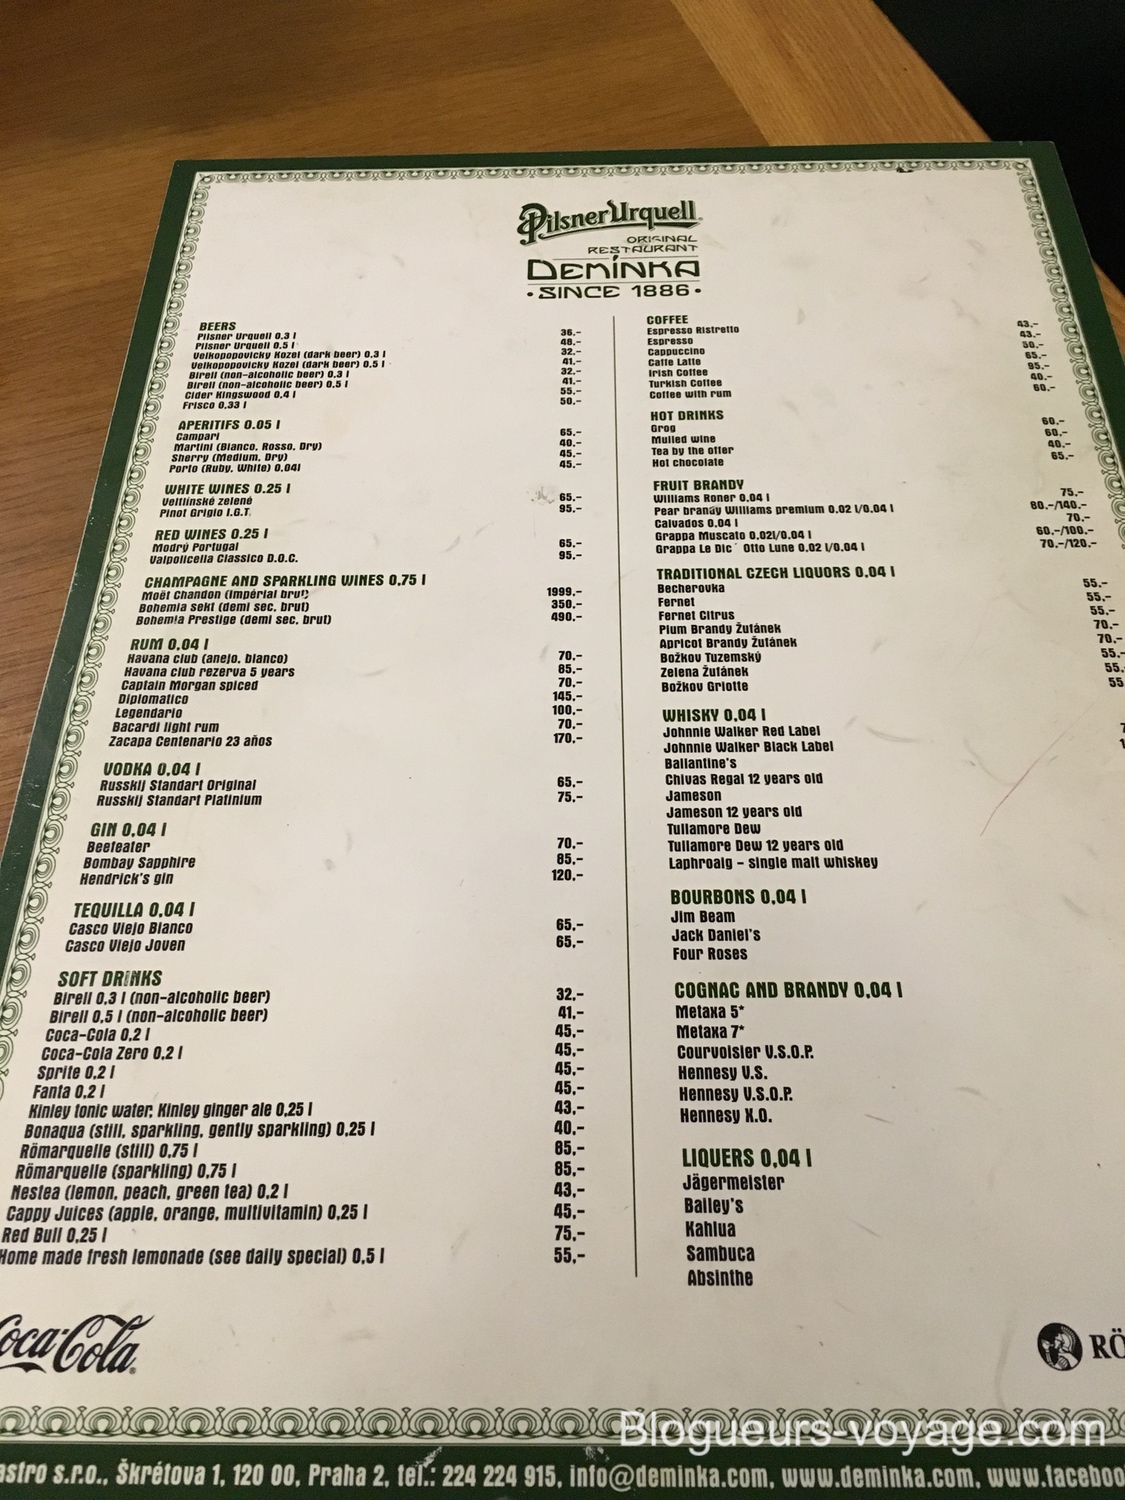 Pilsner Urquell
ORIGINAL
RESTAURANT
DEMÍNKA
• SINCE 1886 •
BEERS
Pilsner Urquell 0,3 l 36.-
Pilsner Urquell 0,5 l 48.-
Velkopopovicky Kozel (dark beer) 0,3 l 32.-
Velkopopovicky Kozel (dark beer) 0,5 l 41.-
Birell (non-alcoholic beer) 0,3 l 32.-
Birell (non-alcoholic beer) 0,5 l 41.-
Cider Kingswood 0,4 l 55.-
Frisco 0,33 l 50.-
APERITIFS 0.05 l
Campari 65.-
Martini (Bianco, Rosso, Dry) 40.-
Sherry (Medium, Dry) 45.-
Porto (Ruby, White) 0.04l 45.-
WHITE WINES 0.25 l
Veltlínské zelené 65.-
Pinot Grigio I.G.T. 95.-
RED WINES 0.25 l
Modrý Portugal 65.-
Valpolicella Classico D.O.C. 95.-
CHAMPAGNE AND SPARKLING WINES 0,75 l
Moët Chandon (Impérial brut) 1999.-
Bohemia sekt (demi sec, brut) 350.-
Bohemia Prestige (demi sec, brut) 490.-
RUM 0,04 l
Havana club (anejo, blanco) 70.-
Havana club rezerva 5 years 85.-
Captain Morgan spiced 70.-
Diplomatico 145.-
Legendario 100.-
Bacardi light rum 70.-
Zacapa Centenario 23 años 170.-
VODKA 0,04 l
Russkij Standart Original 65.-
Russkij Standart Platinium 75.-
GIN 0,04 l
Beefeater 70.-
Bombay Sapphire 85.-
Hendrick's gin 120.-
TEQUILLA 0,04 l
Casco Viejo Blanco 65.-
Casco Viejo Joven 65.-
SOFT DRINKS
Birell 0,3 l (non-alcoholic beer) 32.-
Birell 0,5 l (non-alcoholic beer) 41.-
Coca-Cola 0,2 l 45.-
Coca-Cola Zero 0,2 l 45.-
Sprite 0,2 l 45.-
Fanta 0,2 l 45.-
Kinley tonic water, Kinley ginger ale 0,25 l 43.-
Bonaqua (still, sparkling, gently sparkling) 0,25 l 40.-
Römarquelle (still) 0,75 l 85.-
Römarquelle (sparkling) 0,75 l 85.-
Nestea (lemon, peach, green tea) 0,2 l 43.-
Cappy Juices (apple, orange, multivitamin) 0,25 l 45.-
Red Bull 0,25 l 75.-
Home made fresh lemonade (see daily special) 0,5 l 55.-
COFFEE
Espresso Ristretto 43.-
Espresso 43.-
Cappuccino 50.-
Caffe Latte 65.-
Irish Coffee 95.-
Turkish Coffee 40.-
Coffee with rum 60.-
HOT DRINKS
Grog 60.-
Mulled wine 60.-
Tea by the offer 40.-
Hot chocolate 65.-
FRUIT BRANDY
Williams Roner 0.04 l 75.-
Pear brandy Williams premium 0.02 l/0.04 l 80.-/140.-
Calvados 0.04 l 70.-
Grappa Muscato 0.02l/0.04 l 60.-/100.-
Grappa Le Dic´ Otto Lune 0.02 l/0.04 l 70.-/120.-
TRADITIONAL CZECH LIQUORS 0,04 l
Becherovka 55.-
Fernet 55.-
Fernet Citrus 55.-
Plum Brandy Žufánek 70.-
Apricot Brandy Žufánek 70.-
Božkov Tuzemský 55.-
Zelena Žufánek 55.
Božkov Griotte 55
WHISKY 0,04 l
Johnnie Walker Red Label
Johnnie Walker Black Label
Ballantine's
Chivas Regal 12 years old
Jameson
Jameson 12 years old
Tullamore Dew
Tullamore Dew 12 years old
Laphroaig - single malt whiskey
BOURBONS 0,04 l
Jim Beam
Jack Daniel's
Four Roses
COGNAC AND BRANDY 0,04 l
Metaxa 5*
Metaxa 7*
Courvoisier V.S.O.P.
Hennesy V.S.
Hennesy V.S.O.P.
Hennesy X.O.
LIQUERS 0,04 l
Jägermeister
Bailey's
Kahlua
Sambuca
Absinthe
Coca-Cola
RÖ
Blogueurs-voyage.com
astro s.r.o., Škrétova 1, 120 00, Praha 2, tel.: 224 224 915, info@deminka.com, www.deminka.com, www.faceboo